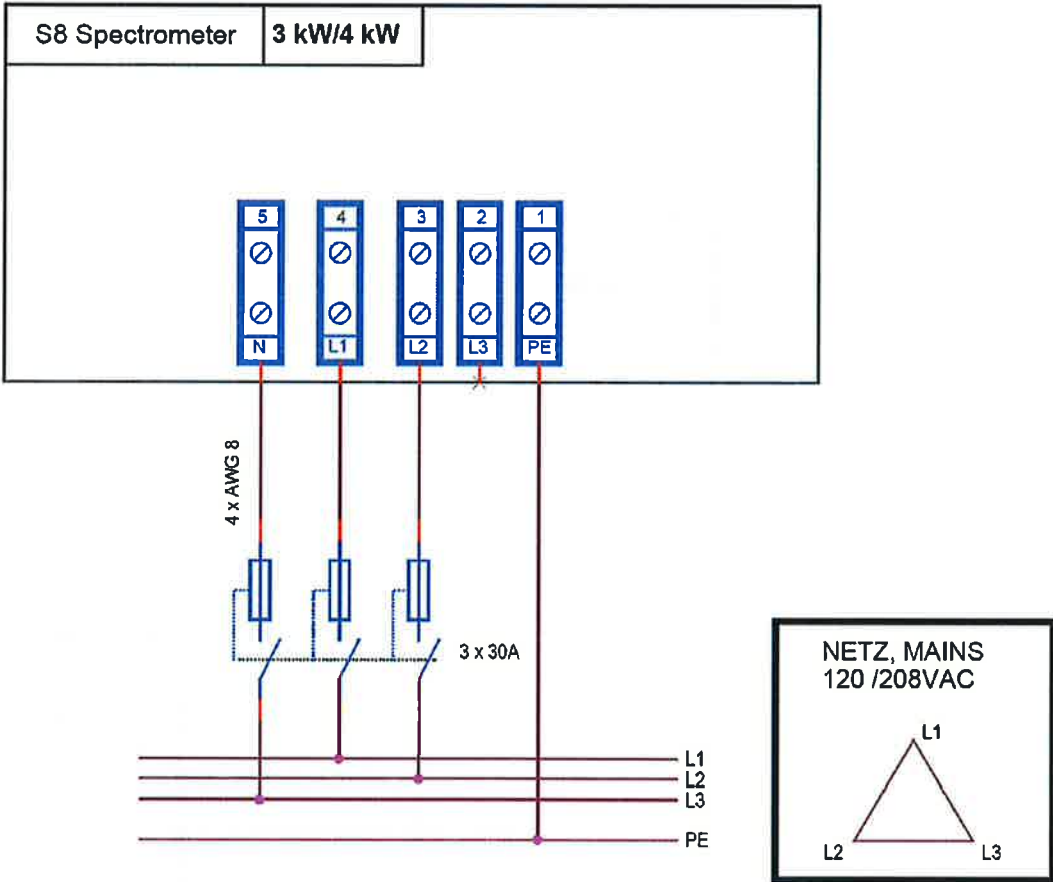 S8 Spectrometer
3 kW/4 kW
5 4 3 2 1
N L1 L2 L3 PE
4 x AWG 8
3 x 30A
L1
L2
L3
PE
NETZ, MAINS
120 /208VAC
L1
L2 L3